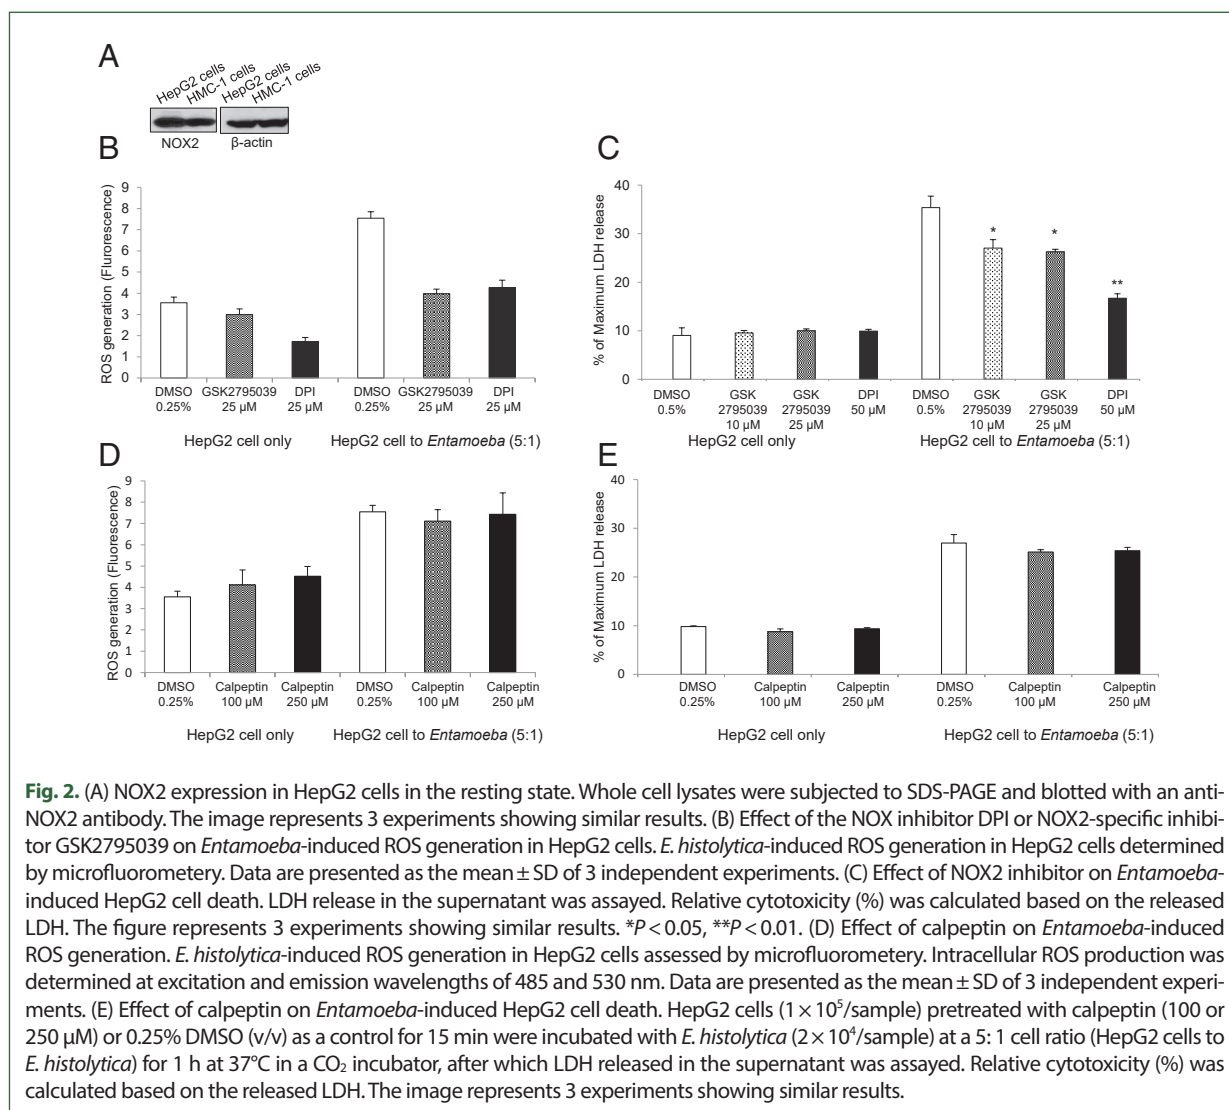 A
HepG2 cells
HMC-1 cells
HepG2 cells
HMC-1 cells
NOX2
β-actin
B
ROS generation (Flurorescence)
9
8
7
6
5
4
3
2
1
0
DMSO GSK2795039 DPI DMSO GSK2795039 DPI
0.25% 25 μM 25 μM 0.25% 25 μM 25 μM
HepG2 cell only HepG2 cell to Entamoeba (5:1)
C
% of Maximum LDH release
40
30
20
10
0
* * **
DMSO GSK GSK DPI DMSO GSK GSK DPI
0.5% 2795039 2795039 50 μM 0.5% 2795039 2795039 50 μM
10 μM 25 μM 10 μM 25 μM
HepG2 cell only HepG2 cell to Entamoeba (5:1)
D
ROS generation (Fluorescence)
9
8
7
6
5
4
3
2
1
0
DMSO Calpeptin Calpeptin DMSO Calpeptin Calpeptin
0.25% 100 μM 250 μM 0.25% 100 μM 250 μM
HepG2 cell only HepG2 cell to Entamoeba (5:1)
E
% of Maximum LDH release
40
30
20
10
0
DMSO Calpeptin Calpeptin DMSO Calpeptin Calpeptin
0.25% 100 μM 250 μM 0.25% 100 μM 250 μM
HepG2 cell only HepG2 cell to Entamoeba (5:1)
Fig. 2. (A) NOX2 expression in HepG2 cells in the resting state. Whole cell lysates were subjected to SDS-PAGE and blotted with an anti-
NOX2 antibody. The image represents 3 experiments showing similar results. (B) Effect of the NOX inhibitor DPI or NOX2-specific inhibi-
tor GSK2795039 on Entamoeba-induced ROS generation in HepG2 cells. E. histolytica-induced ROS generation in HepG2 cells determined
by microfluorometery. Data are presented as the mean ± SD of 3 independent experiments. (C) Effect of NOX2 inhibitor on Entamoeba-
induced HepG2 cell death. LDH release in the supernatant was assayed. Relative cytotoxicity (%) was calculated based on the released
LDH. The figure represents 3 experiments showing similar results. *P < 0.05, **P < 0.01. (D) Effect of calpeptin on Entamoeba-induced
ROS generation. E. histolytica-induced ROS generation in HepG2 cells assessed by microfluorometery. Intracellular ROS production was
determined at excitation and emission wavelengths of 485 and 530 nm. Data are presented as the mean ± SD of 3 independent experi-
ments. (E) Effect of calpeptin on Entamoeba-induced HepG2 cell death. HepG2 cells (1 × 10⁵/sample) pretreated with calpeptin (100 or
250 μM) or 0.25% DMSO (v/v) as a control for 15 min were incubated with E. histolytica (2 × 10⁴/sample) at a 5: 1 cell ratio (HepG2 cells to
E. histolytica) for 1 h at 37°C in a CO₂ incubator, after which LDH released in the supernatant was assayed. Relative cytotoxicity (%) was
calculated based on the released LDH. The image represents 3 experiments showing similar results.